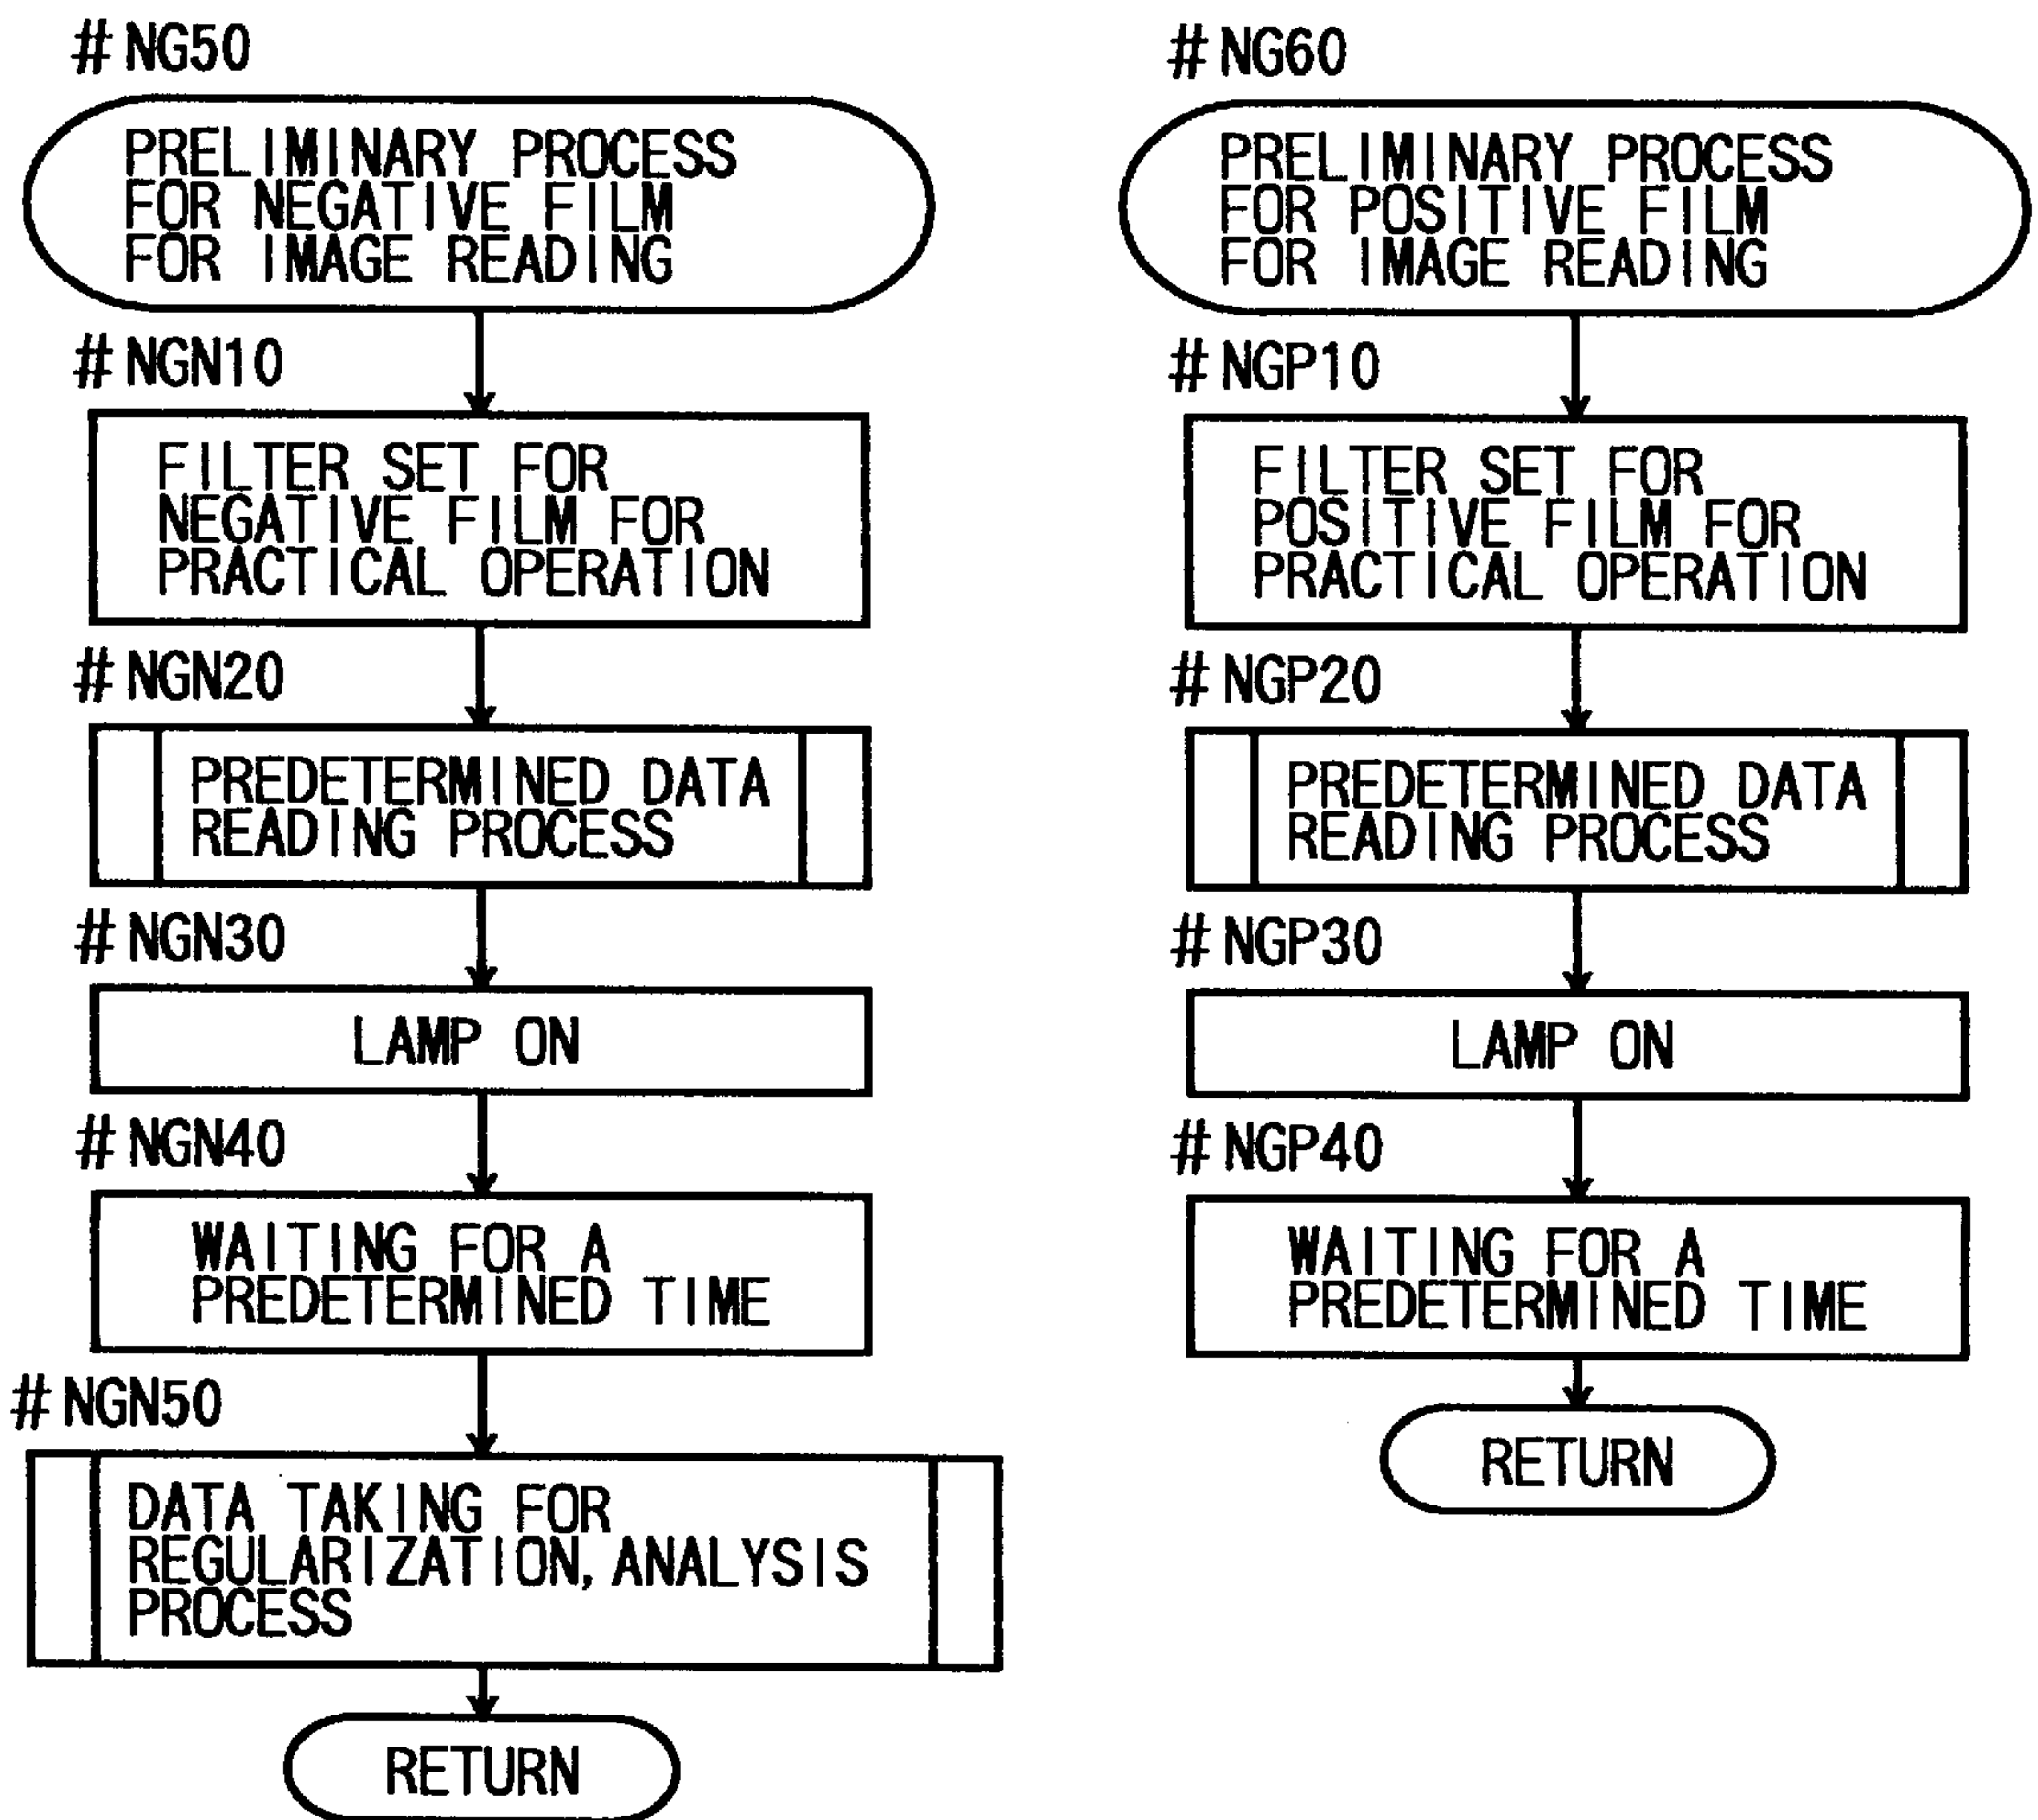 #NG50
PRELIMINARY PROCESS
FOR NEGATIVE FILM
FOR IMAGE READING
#NGN10
FILTER SET FOR
NEGATIVE FILM FOR
PRACTICAL OPERATION
#NGN20
PREDETERMINED DATA
READING PROCESS
#NGN30
LAMP ON
#NGN40
WAITING FOR A
PREDETERMINED TIME
#NGN50
DATA TAKING FOR
REGULARIZATION, ANALYSIS
PROCESS
RETURN
#NG60
PRELIMINARY PROCESS
FOR POSITIVE FILM
FOR IMAGE READING
#NGP10
FILTER SET FOR
POSITIVE FILM FOR
PRACTICAL OPERATION
#NGP20
PREDETERMINED DATA
READING PROCESS
#NGP30
LAMP ON
#NGP40
WAITING FOR A
PREDETERMINED TIME
RETURN